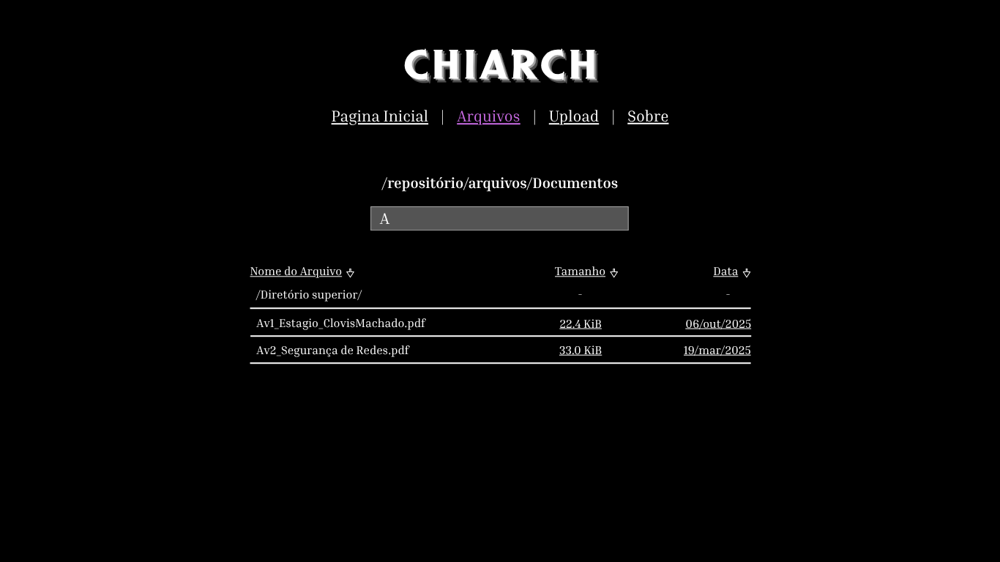 CHIARCH
Pagina Inicial | Arquivos | Upload | Sobre
/repositório/arquivos/Documentos
A
Nome do Arquivo Tamanho Data
/Diretório superior/ - -
Av1_Estagio_ClovisMachado.pdf 22.4 KiB 06/out/2025
Av2_Segurança de Redes.pdf 33.0 KiB 19/mar/2025